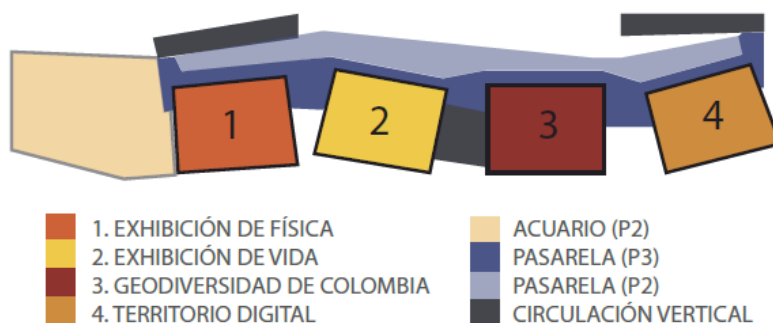 1
2
3
4
1. EXHIBICIÓN DE FÍSICA
2. EXHIBICIÓN DE VIDA
3. GEODIVERSIDAD DE COLOMBIA
4. TERRITORIO DIGITAL
ACUARIO (P2)
PASARELA (P3)
PASARELA (P2)
CIRCULACIÓN VERTICAL